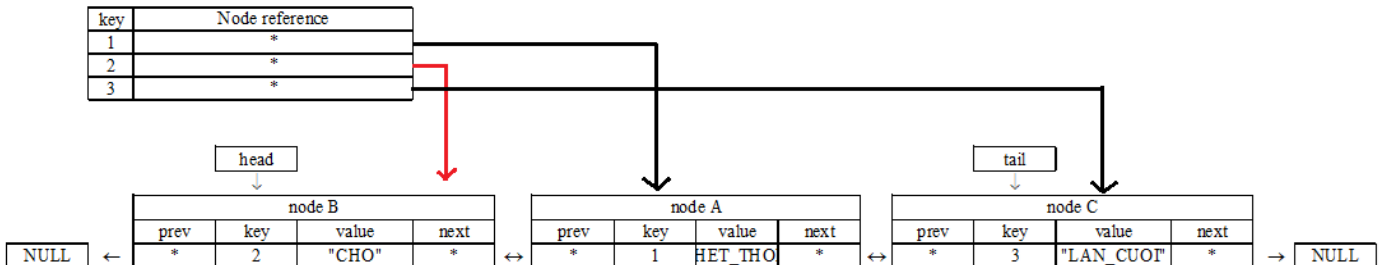 key Node reference
1 *
2 *
3 *
head tail
node B node A node C
prev key value next prev key value next prev key value next
NULL ← * 2 "CHO" * ↔ * 1 HET_THO * ↔ * 3 "LAN_CUOI" * → NULL